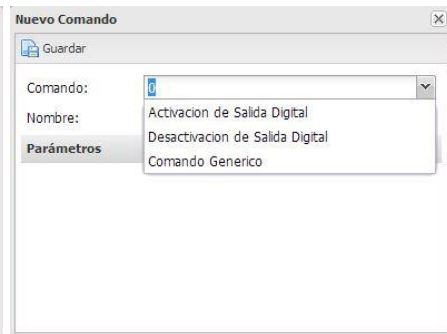 Nuevo Comando
Guardar
Comando:
0
Activacion de Salida Digital
Desactivacion de Salida Digital
Comando Generico
Nombre:
Parámetros